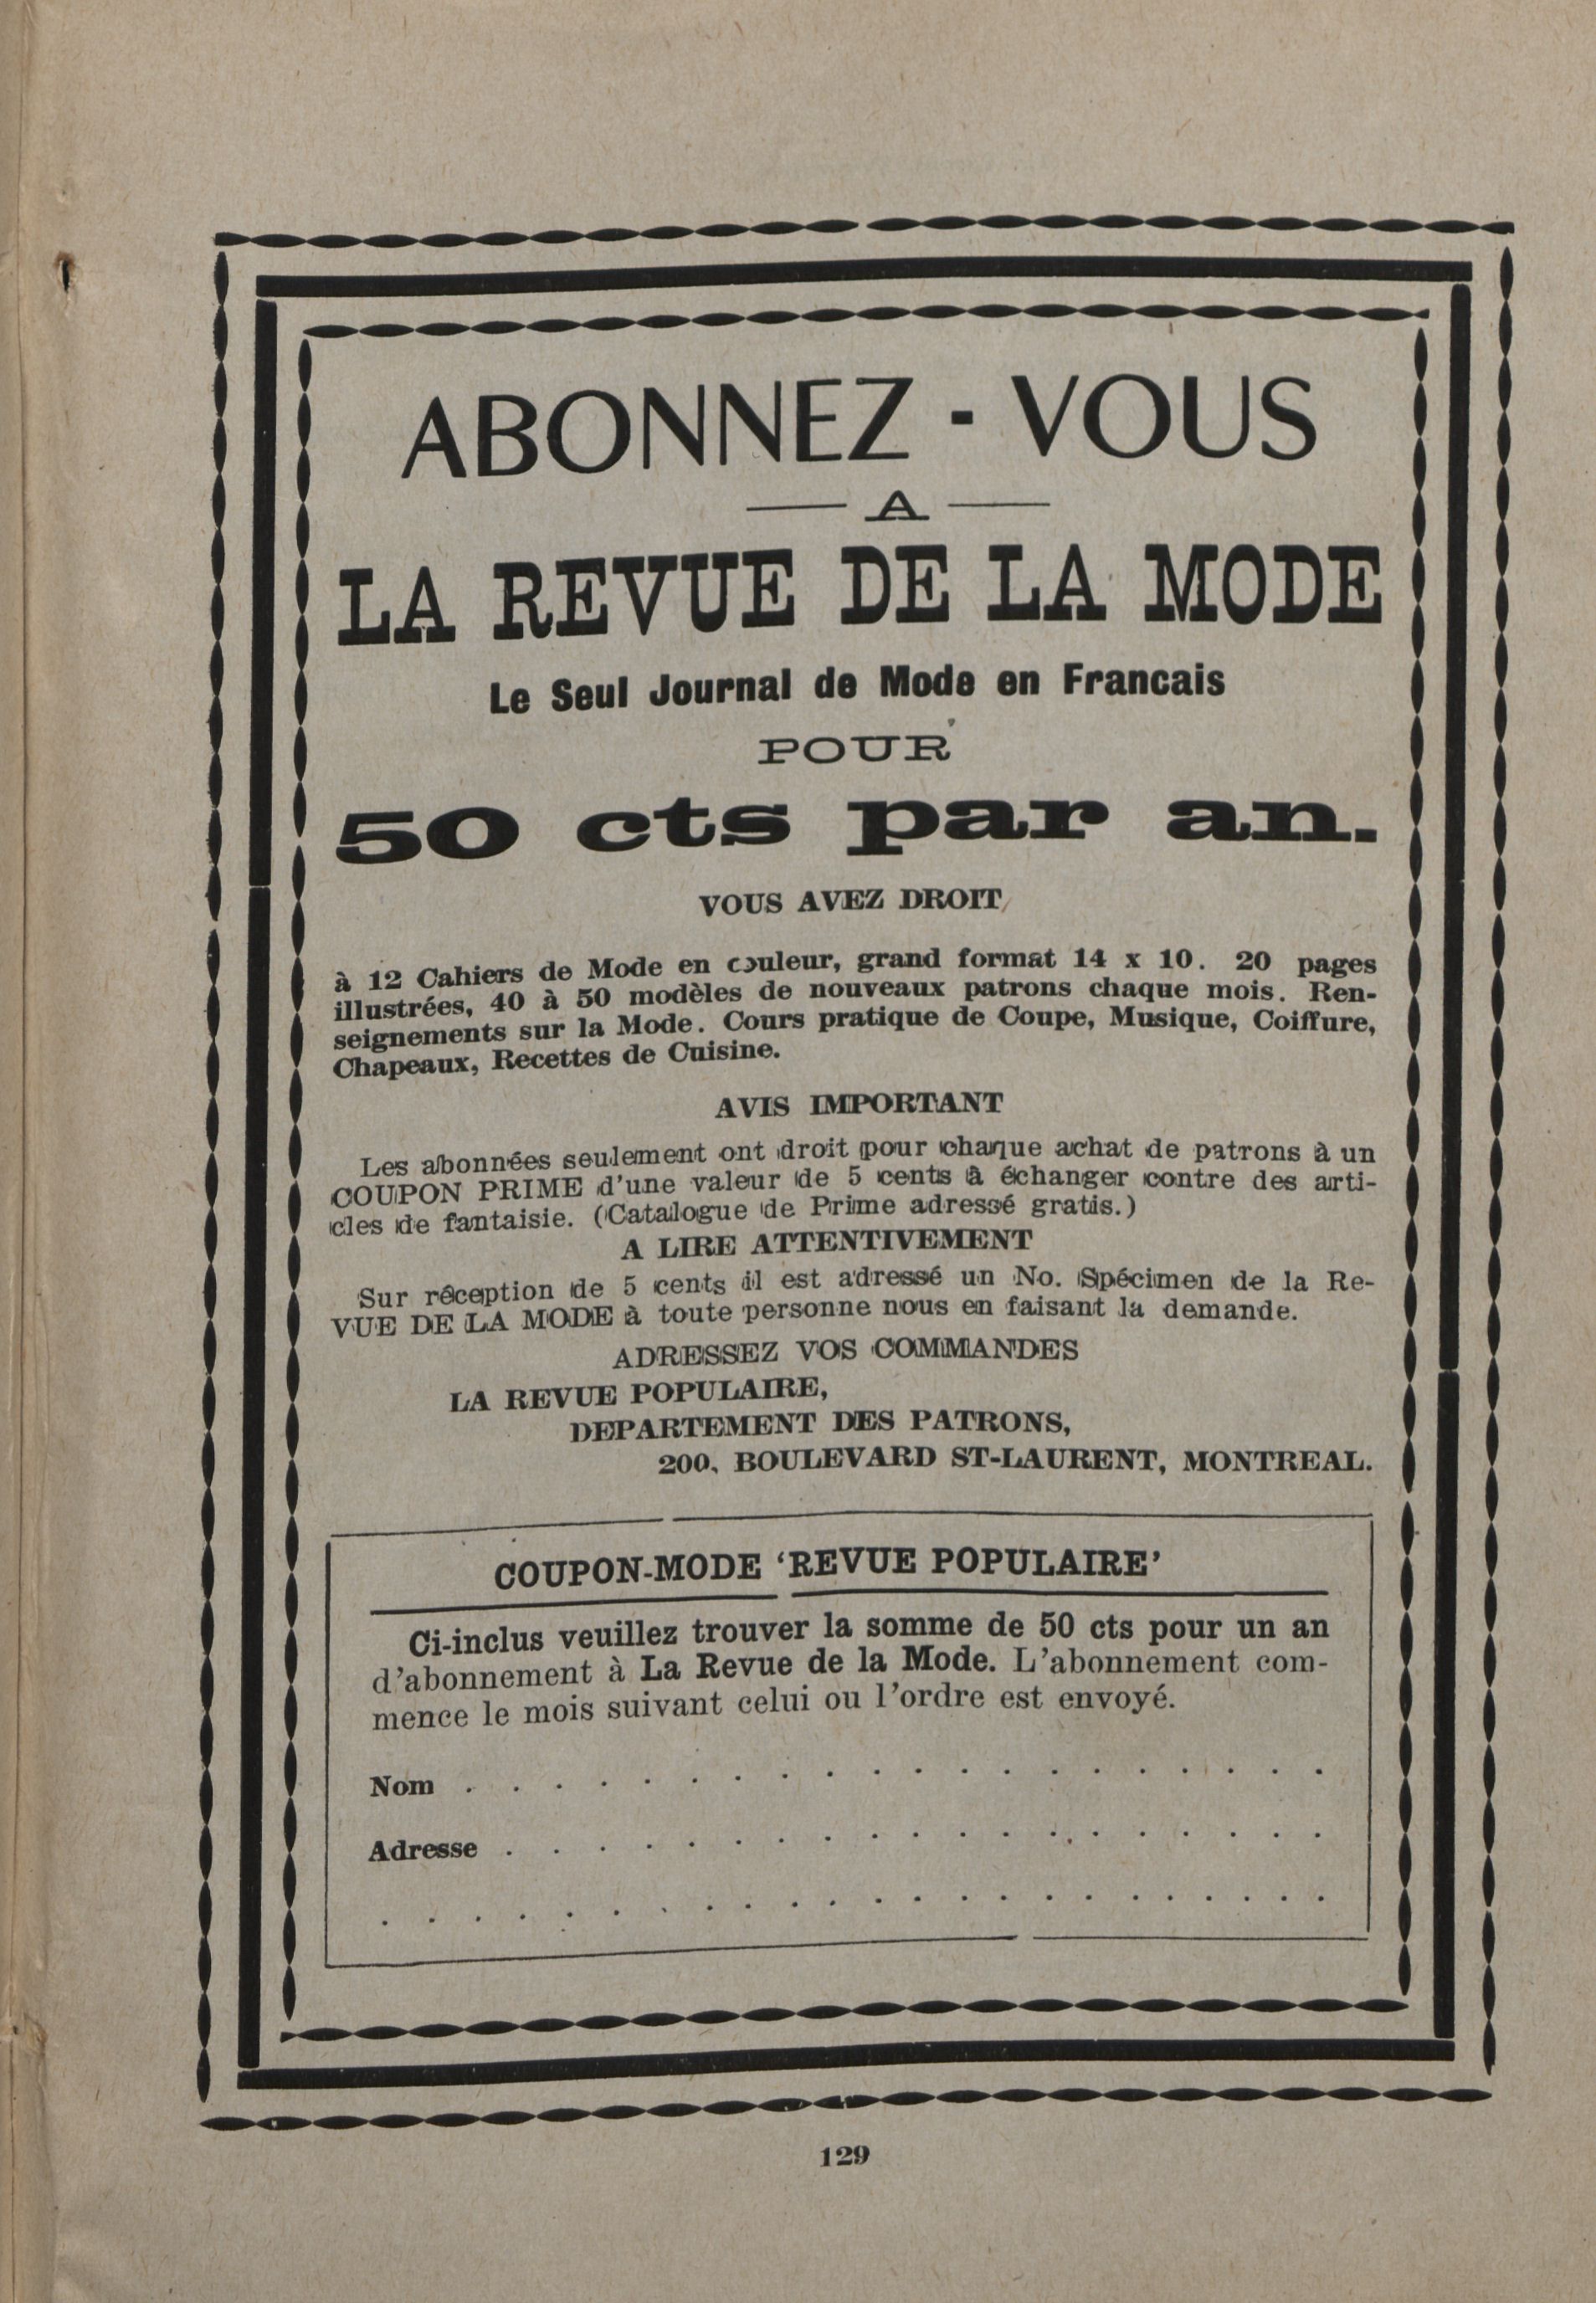 ABONNEZ - VOUS
A
LA REVUE DE LA MODE
Le Seul Journal de Mode en Francais
POUR
50 cts par an.
VOUS AVEZ DROIT
à 12 Cahiers de Mode en couleur, grand format 14 x 10. 20 pages
illustrées, 40 à 50 modèles de nouveaux patrons chaque mois. Ren-
seignements sur la Mode. Cours pratique de Coupe, Musique, Coiffure,
Chapeaux, Recettes de Cuisine.
AVIS IMPORTANT
Les abonnées seulement ont droit pour chaque achat de patrons à un
COUPON PRIME d'une valeur de 5 cents à échanger contre des arti-
cles de fantaisie. (Catalogue de Prime adressé gratis.)
A LIRE ATTENTIVEMENT
Sur réception de 5 cents il est adressé un No. Spécimen de la Re-
VUE DE LA MODE à toute personne nous en faisant la demande.
ADRESSEZ VOS COMMANDES
LA REVUE POPULAIRE,
DEPARTEMENT DES PATRONS,
200, BOULEVARD ST-LAURENT, MONTREAL.
COUPON-MODE 'REVUE POPULAIRE'
Ci-inclus veuillez trouver la somme de 50 cts pour un an
d'abonnement à La Revue de la Mode. L'abonnement com-
mence le mois suivant celui ou l'ordre est envoyé.
Nom . . . . . . . . . . . . . . . . . . . .
Adresse . . . . . . . . . . . . . . . . . . .
. . . . . . . . . . . . . . . . . . . . . .
129